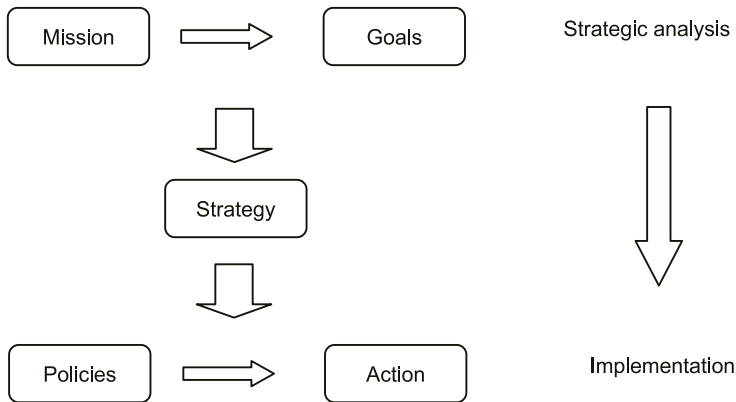 Mission
Goals
Strategic analysis
Strategy
Policies
Action
Implementation